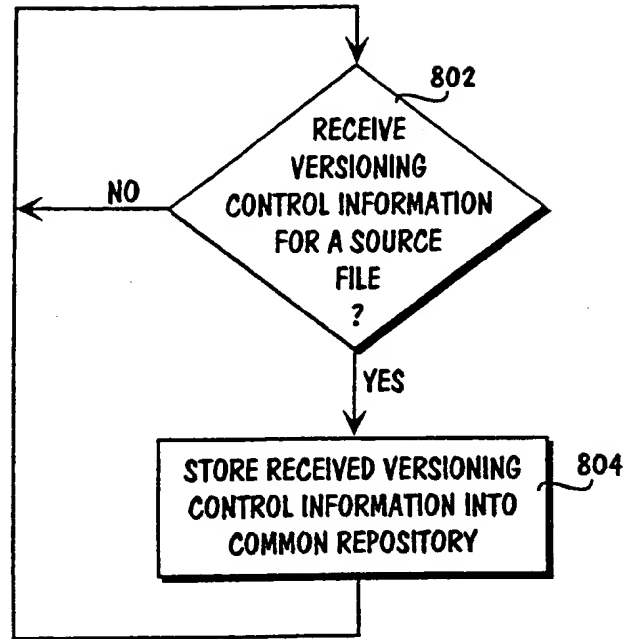 802
RECEIVE
VERSIONING
CONTROL INFORMATION
FOR A SOURCE
FILE
?
NO
YES
STORE RECEIVED VERSIONING
CONTROL INFORMATION INTO
COMMON REPOSITORY
804